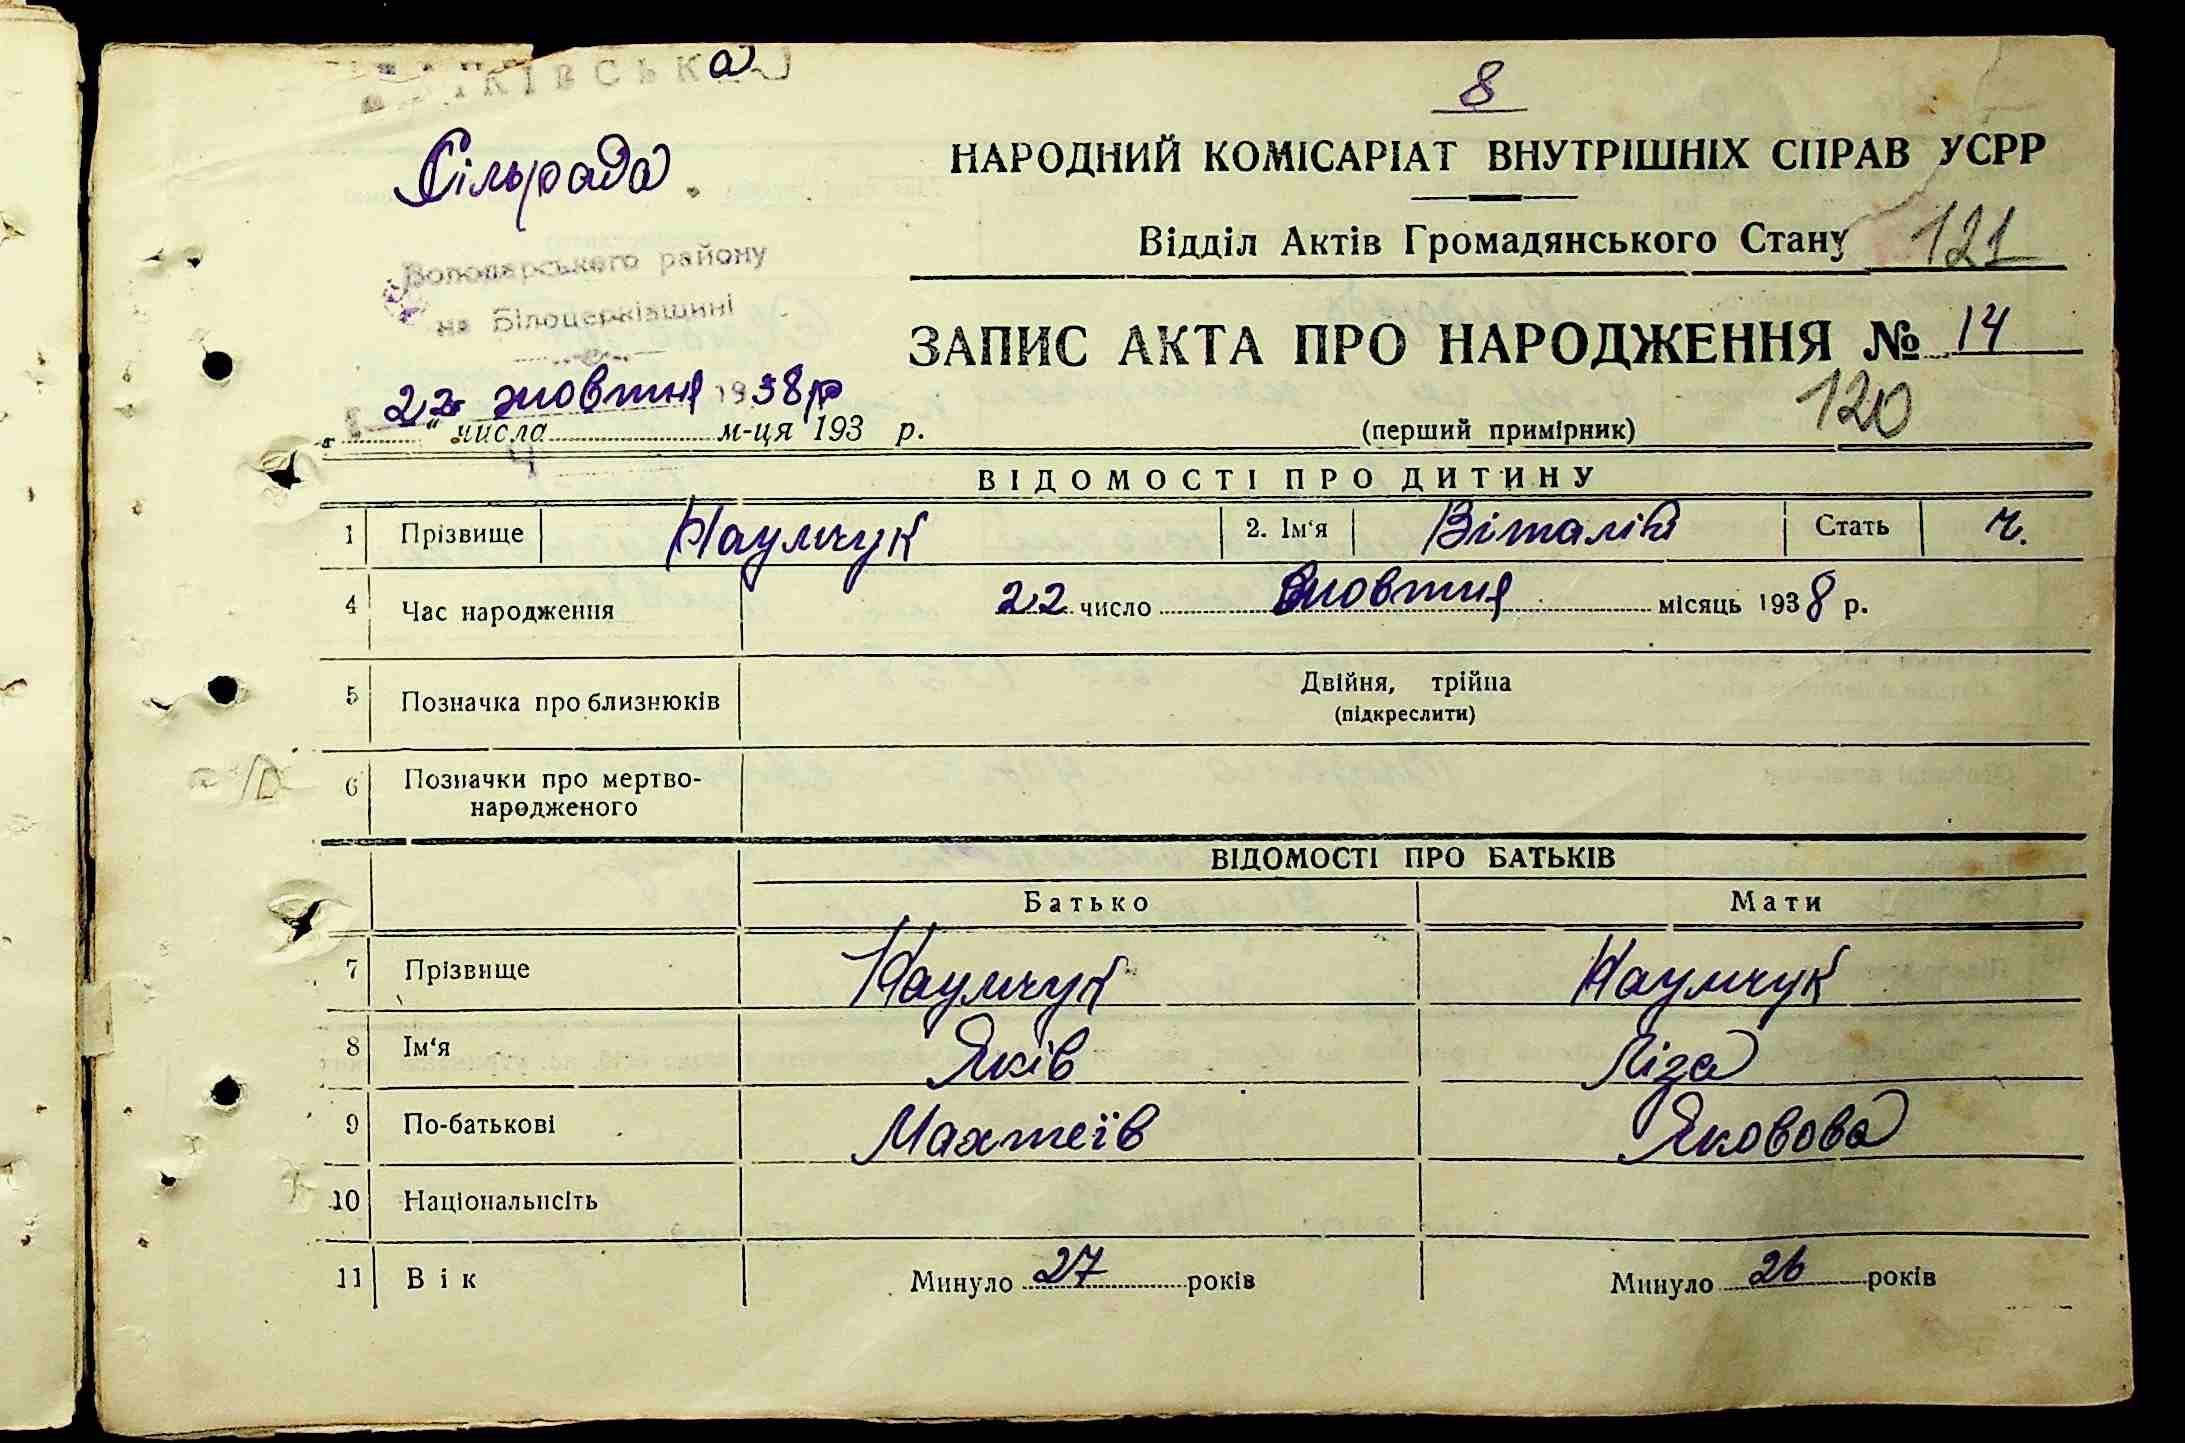 8
Сільрада
НАРОДНИЙ КОМІСАРІАТ ВНУТРІШНІХ СПРАВ УСРР
Відділ Актів Громадянського Стану 121
Володарського району
на Білоцерківщині
ЗАПИС АКТА ПРО НАРОДЖЕННЯ № 14
22 жовтня 1938 р
" числа м-ця 193 р.
(перший примірник) 120
ВІДОМОСТІ ПРО ДИТИНУ
1 Прізвище Наумчук 2. Ім'я Віталій Стать ч.
4 Час народження 22 число жовтня місяць 1938 р.
5 Позначка про близнюків Двійня, трійна
(підкреслити)
6 Позначки про мертво-
народженого
ВІДОМОСТІ ПРО БАТЬКІВ
Батько Мати
7 Прізвище Наумчук Наумчук
8 Ім'я Яків Ліза
9 По-батькові Махтеїв Яковова
10 Національність
11 Вік Минуло 27 років Минуло 26 років